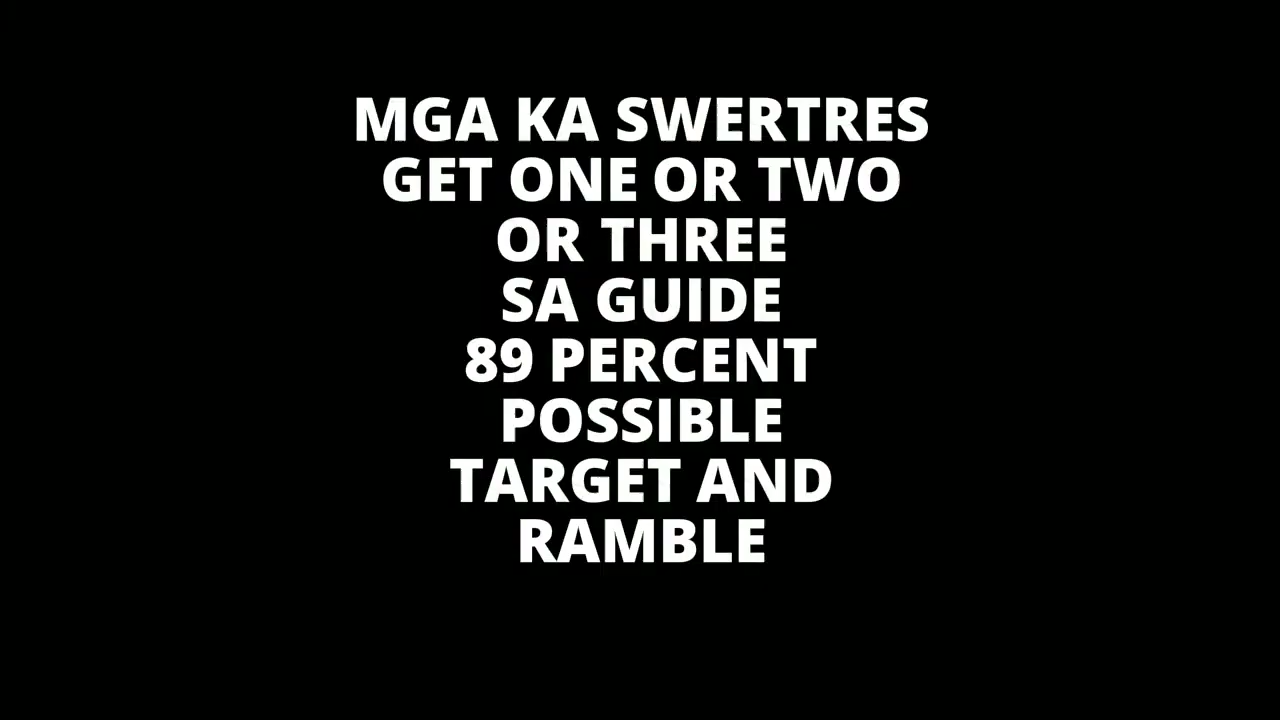 MGA KA SWERTRES
GET ONE OR TWO
OR THREE
SA GUIDE
89 PERCENT
POSSIBLE
TARGET AND
RAMBLE